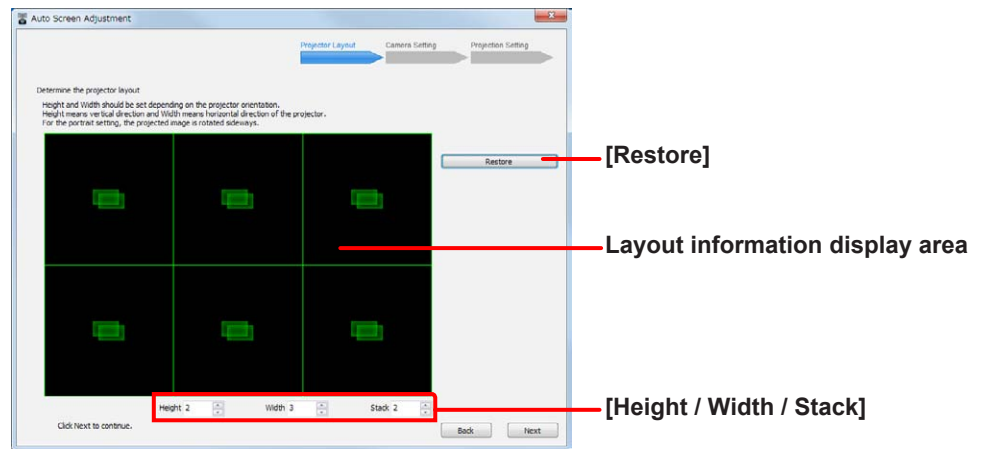 Auto Screen Adjustment
Projector Layout Camera Setting Projection Setting
Determine the projector layout
Height and Width should be set depending on the projector orientation.
Height means vertical direction and Width means horizontal direction of the projector.
For the portrait setting, the projected image is rotated sideways.
Restore
[Restore]
Layout information display area
Height 2 Width 3 Stack 2
[Height / Width / Stack]
Click Next to continue.
Back Next